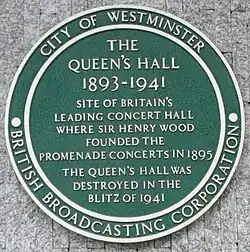 CITY OF WESTMINSTER
THE
QUEEN'S HALL
1893-1941
SITE OF BRITAIN'S
LEADING CONCERT HALL
WHERE SIR HENRY WOOD
FOUNDED THE
PROMENADE CONCERTS IN 1895
THE QUEEN'S HALL WAS
DESTROYED IN THE
BLITZ OF 1941
BRITISH BROADCASTING CORPORATION